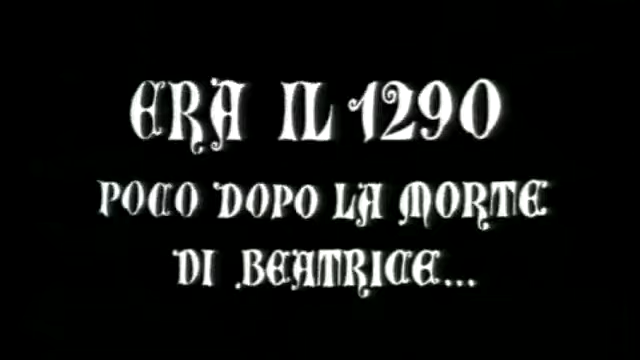 ERA IL 1290
POCO DOPO LA MORTE
DI BEATRICE...